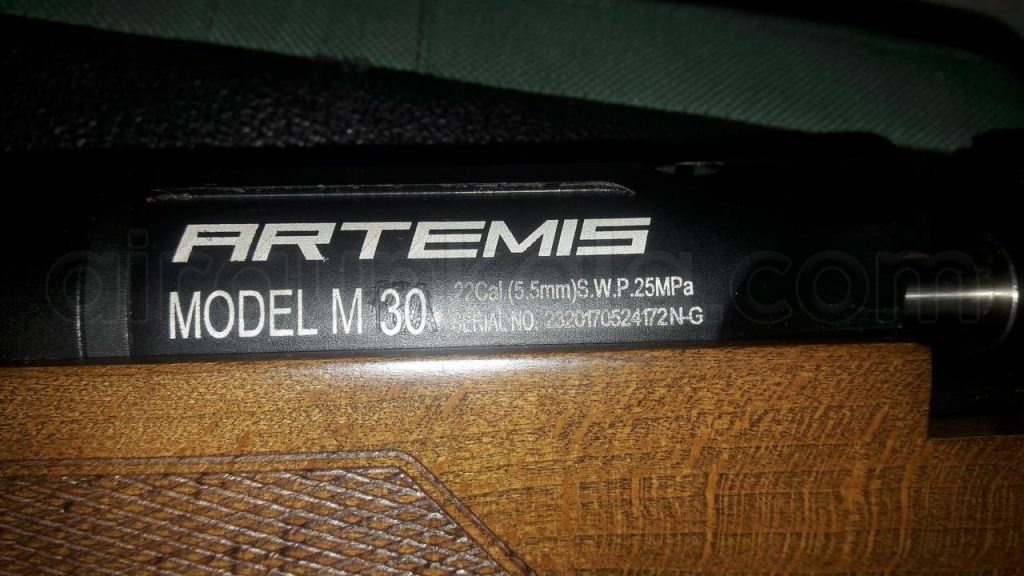 ARTEMIS
MODEL M 30 .22Cal (5.5mm)S.W.P.25MPa
SERIAL NO. 2320170524172N-G